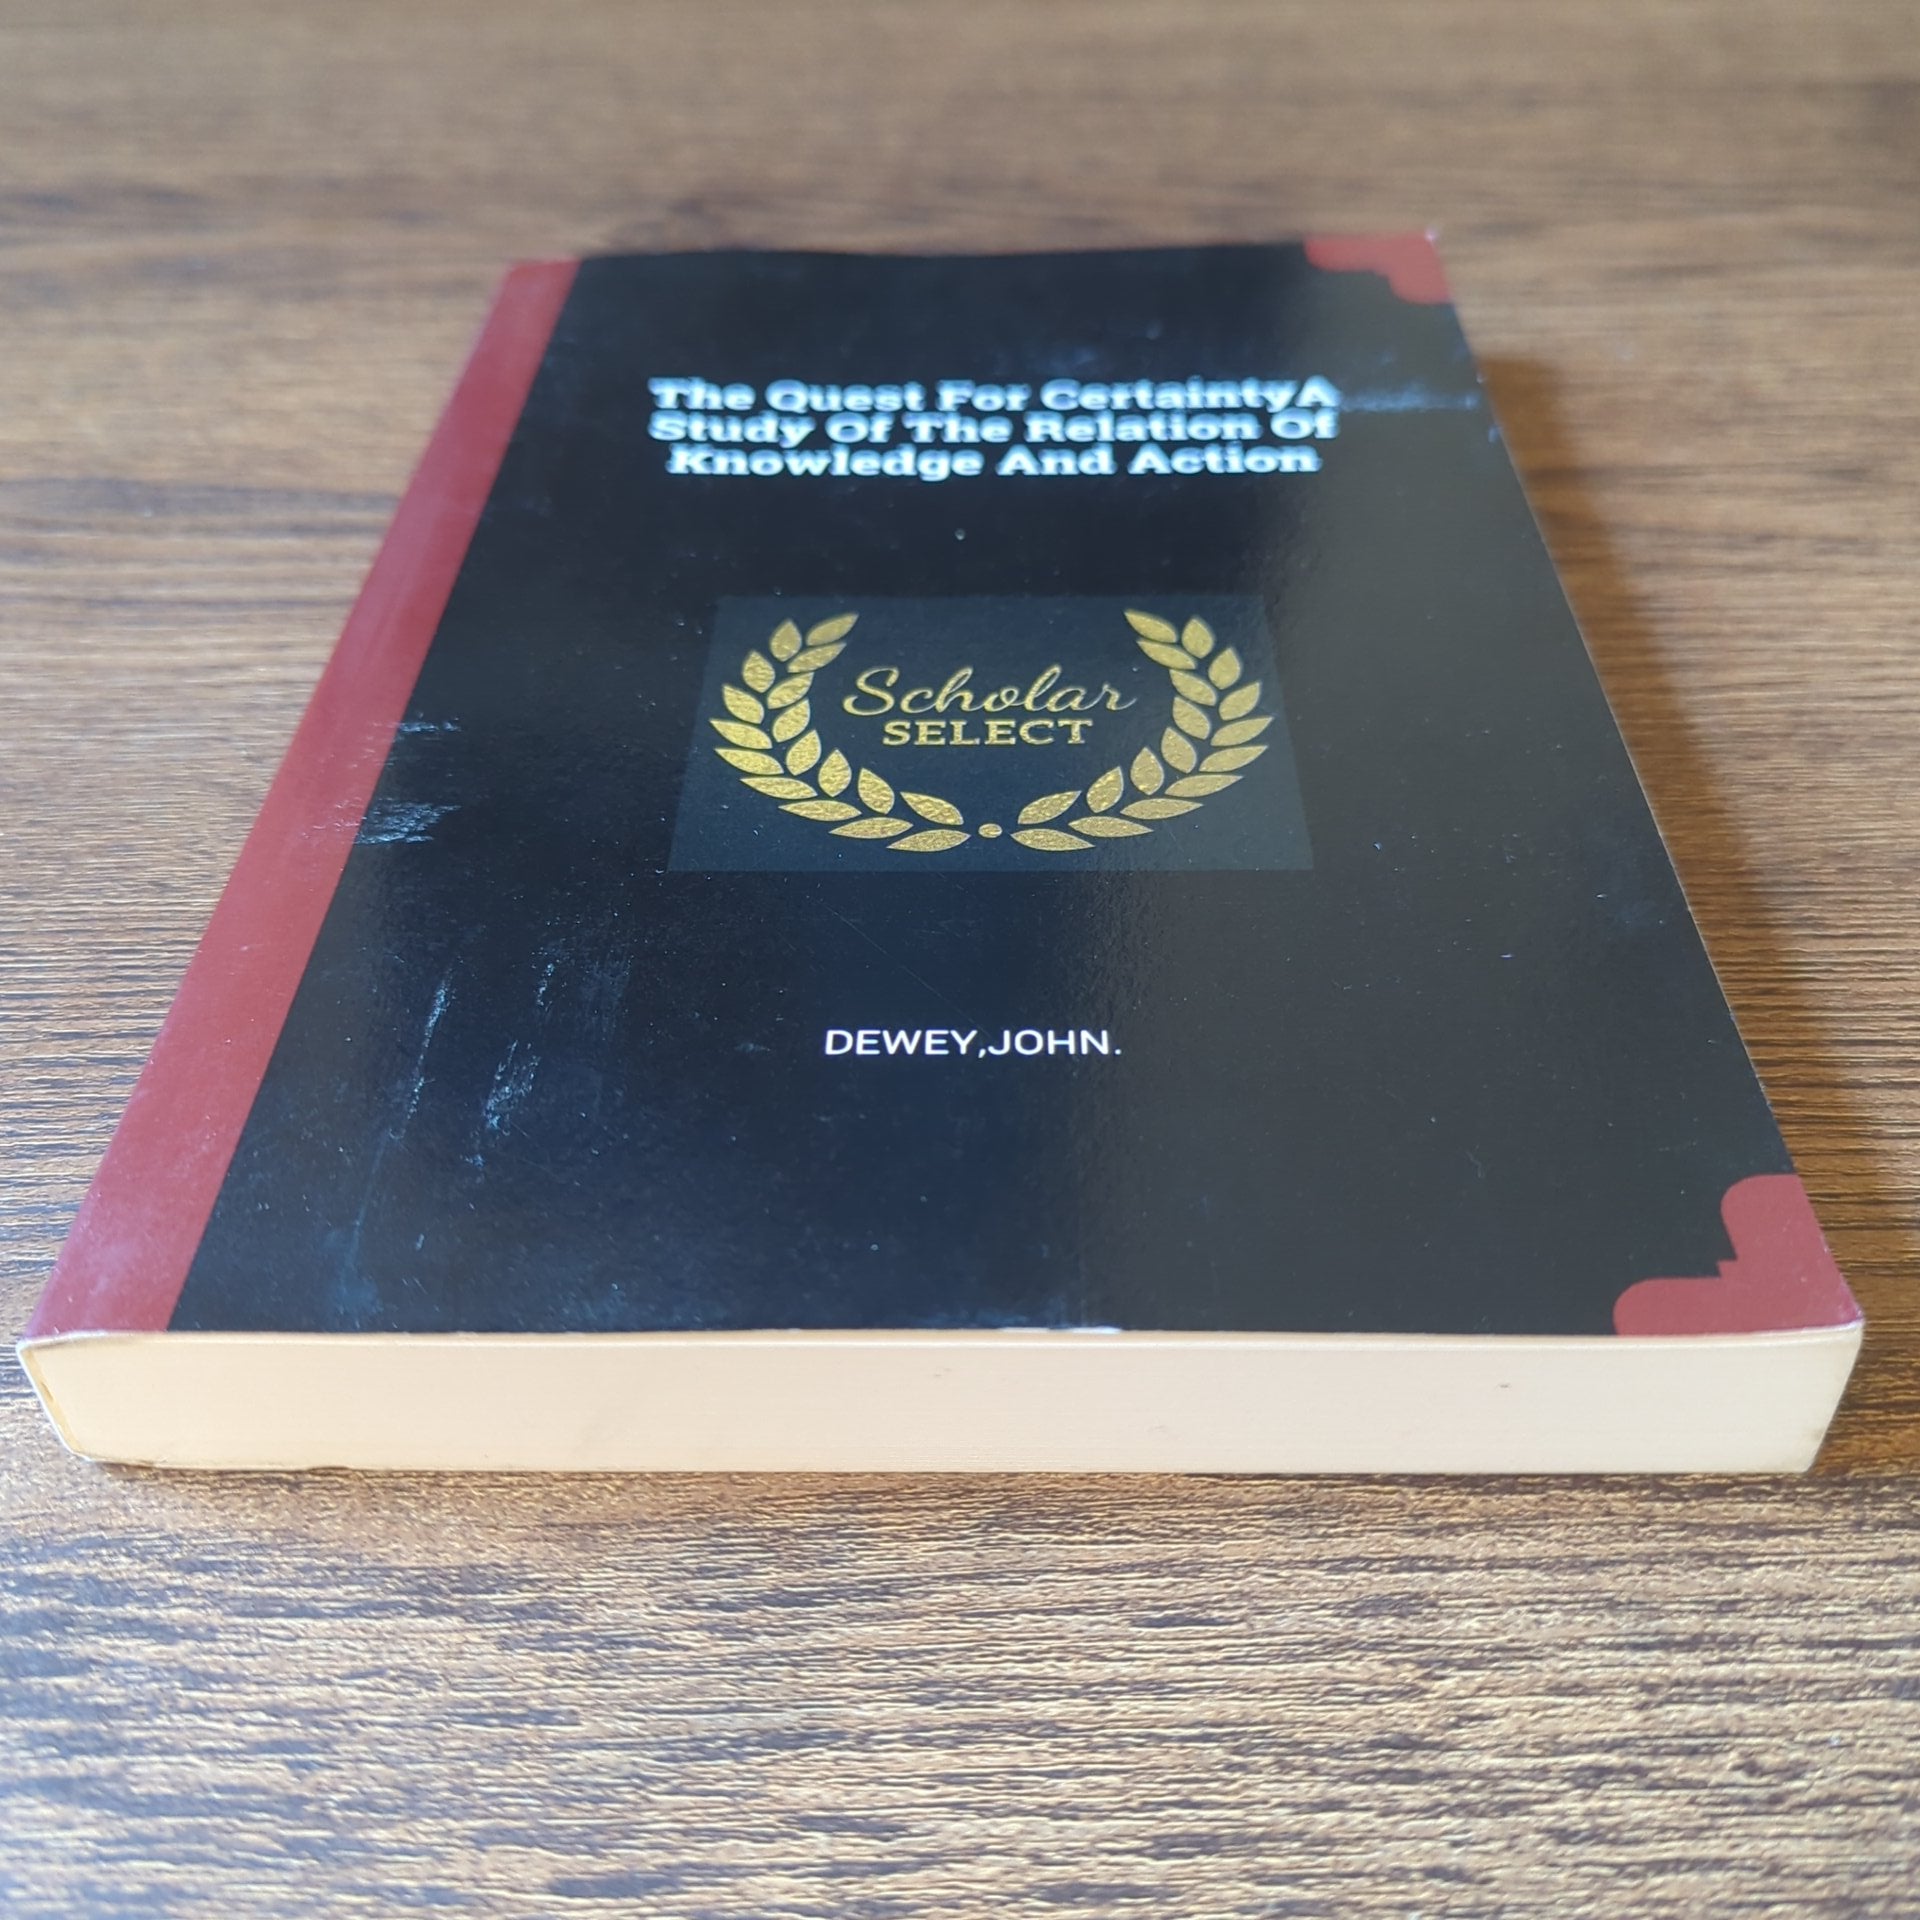 The Quest For CertaintyA
Study Of The Relation Of
Knowledge And Action
Scholar
SELECT
DEWEY,JOHN.